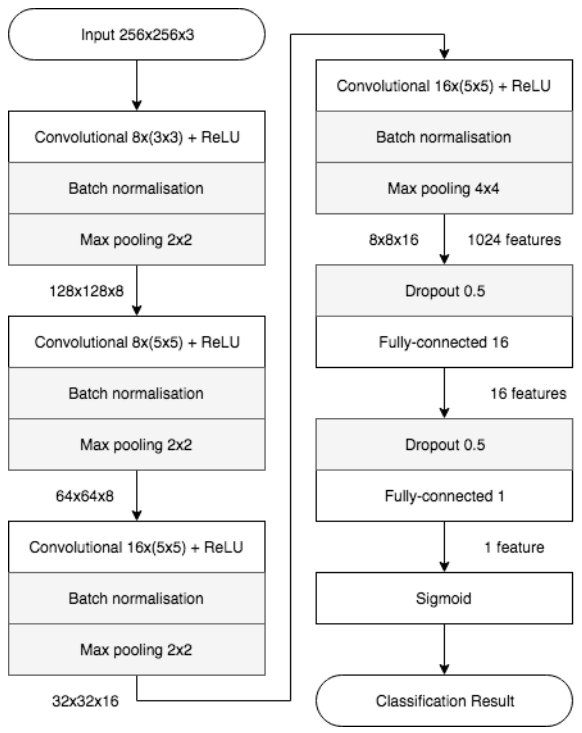 Input 256x256x3
Convolutional 8x(3x3) + ReLU
Batch normalisation
Max pooling 2x2
128x128x8
Convolutional 8x(5x5) + ReLU
Batch normalisation
Max pooling 2x2
64x64x8
Convolutional 16x(5x5) + ReLU
Batch normalisation
Max pooling 2x2
32x32x16
Convolutional 16x(5x5) + ReLU
Batch normalisation
Max pooling 4x4
8x8x16 1024 features
Dropout 0.5
Fully-connected 16
16 features
Dropout 0.5
Fully-connected 1
1 feature
Sigmoid
Classification Result